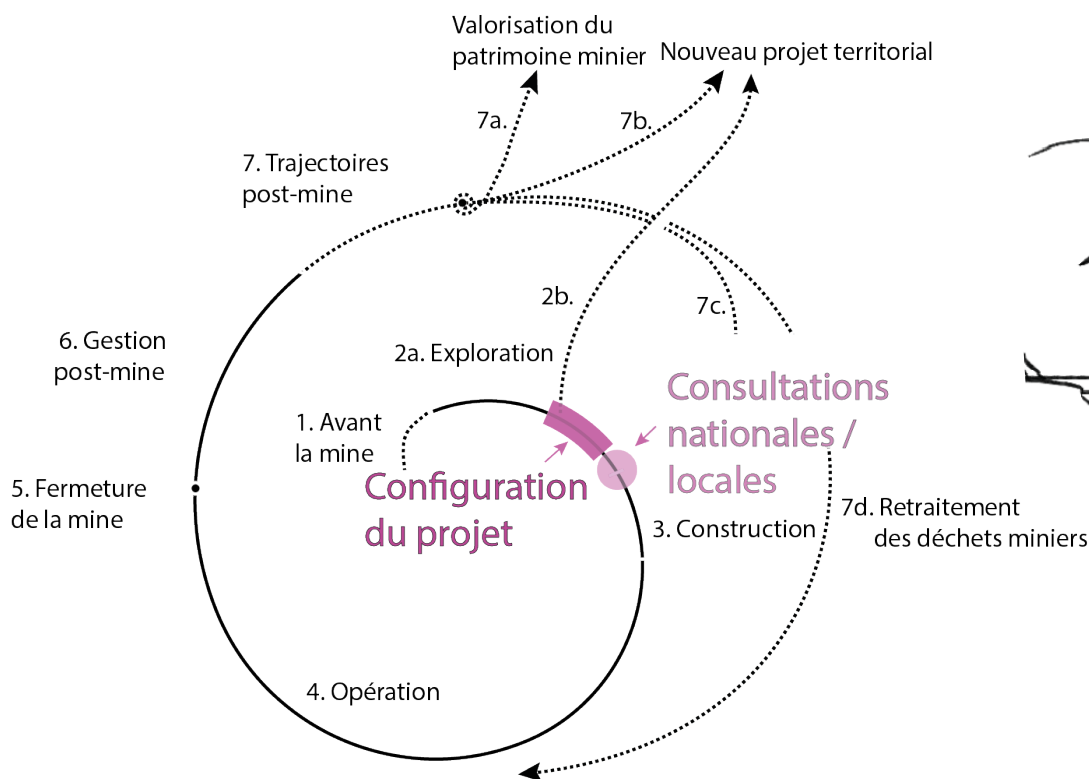 Valorisation du
patrimoine minier
Nouveau projet territorial
7a.
7b.
7. Trajectoires
post-mine
2b.
7c.
6. Gestion
post-mine
2a. Exploration
Consultations
nationales /
locales
1. Avant
la mine
Configuration
du projet
5. Fermeture
de la mine
3. Construction
7d. Retraitement
des déchets miniers
4. Opération